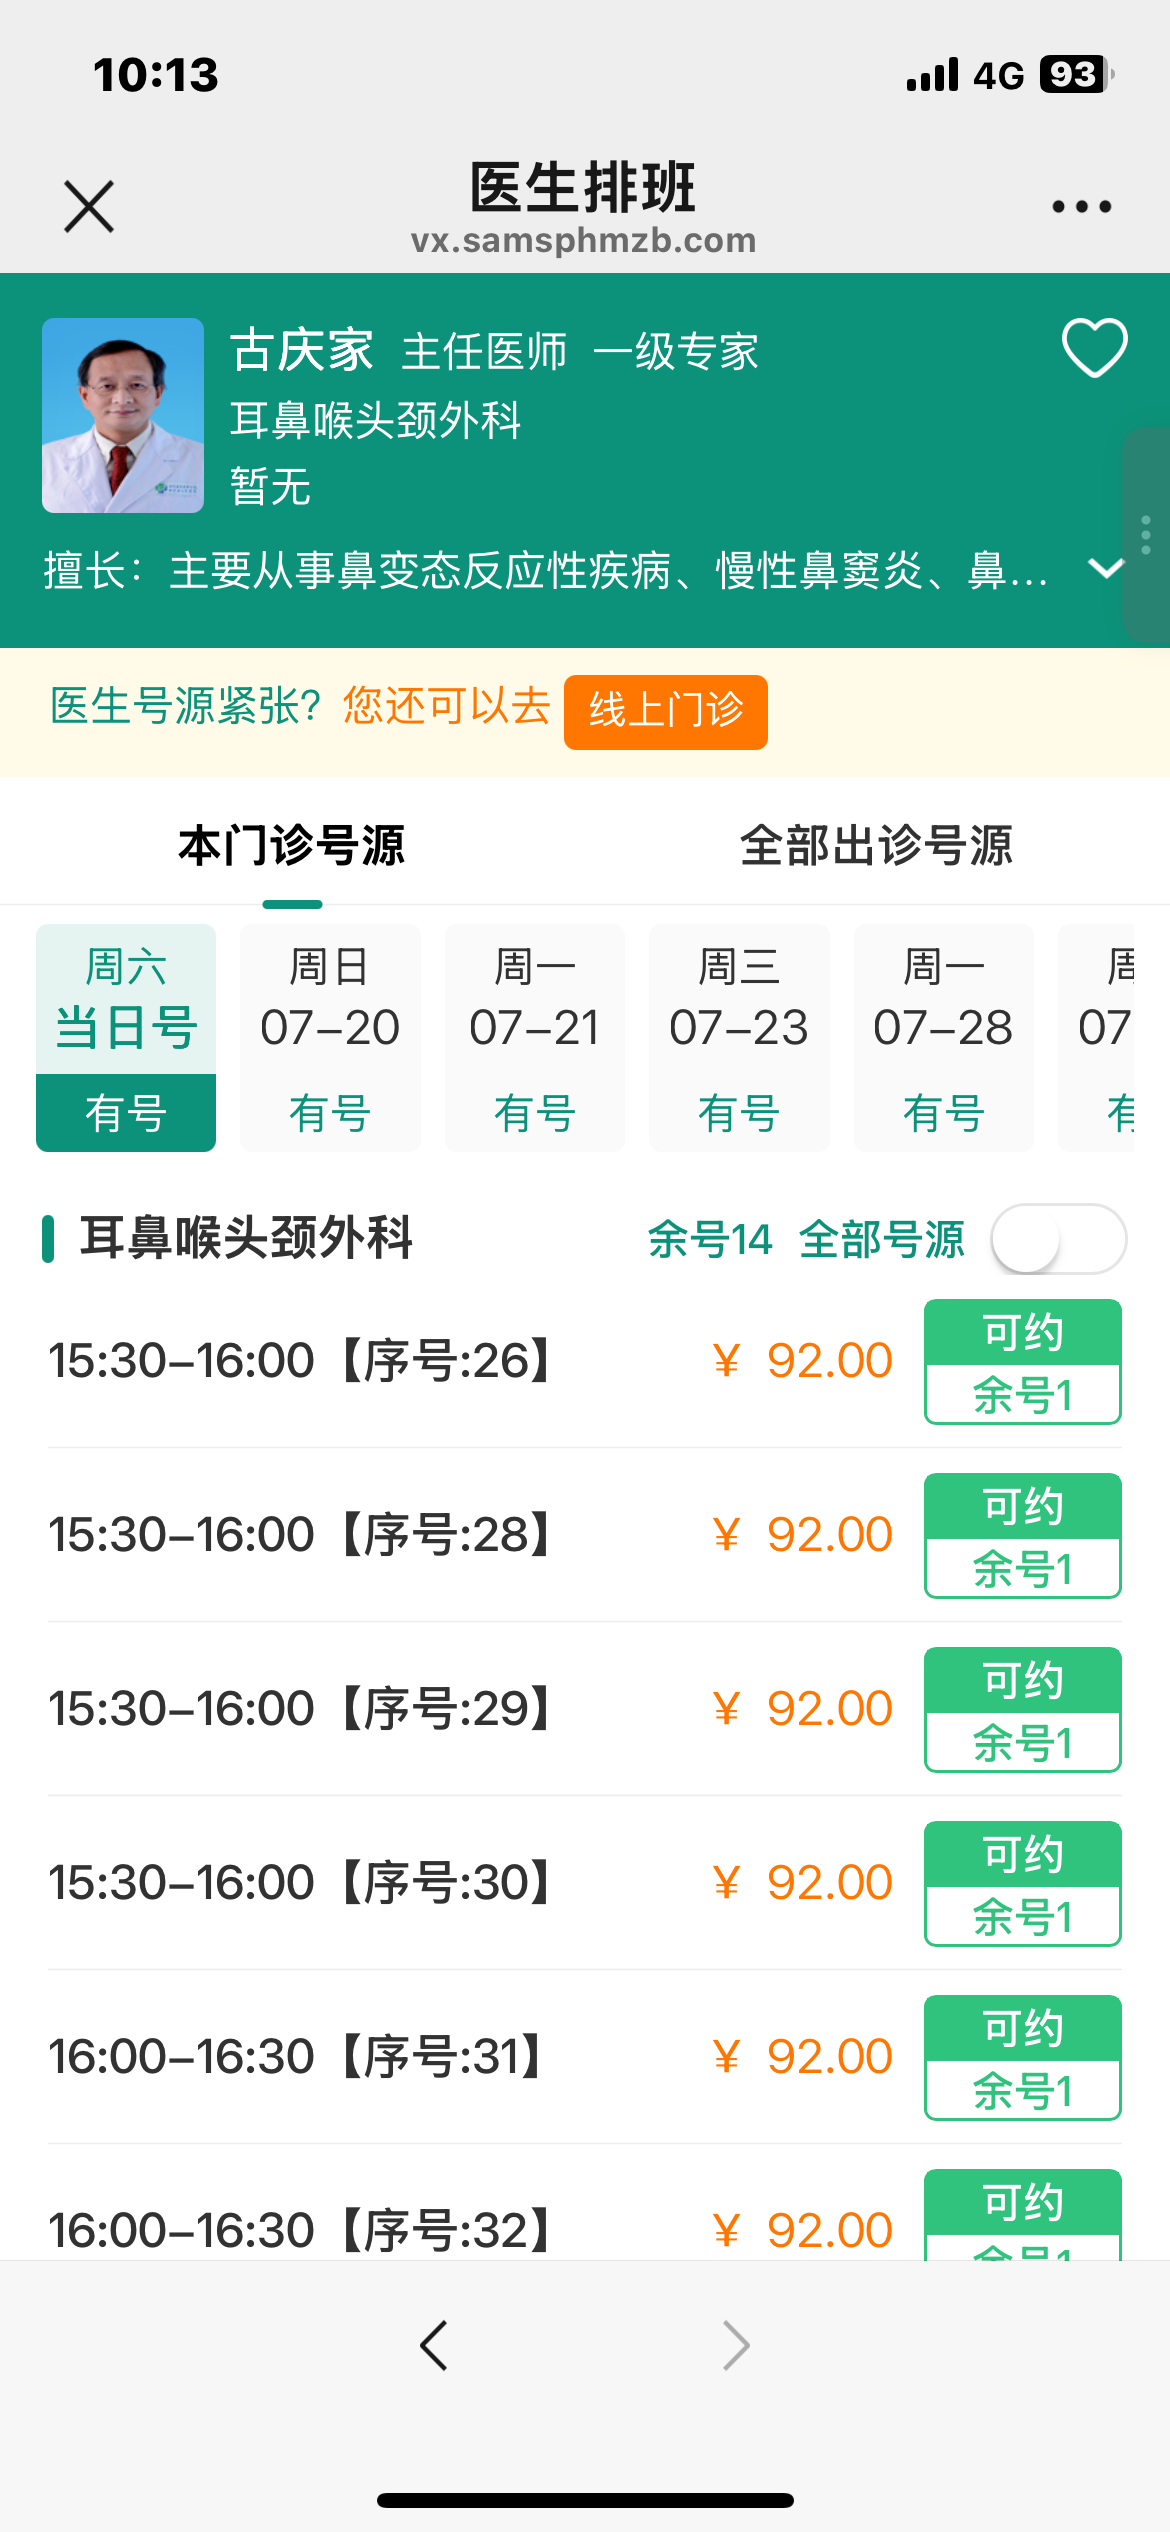 10:13
4G 93
医生排班
vx.samsphmzb.com
古庆家 主任医师 一级专家
耳鼻喉头颈外科
暂无
擅长：主要从事鼻变态反应性疾病、慢性鼻窦炎、鼻...
医生号源紧张? 您还可以去 线上门诊
本门诊号源 全部出诊号源
周六 周日 周一 周三 周一 周
当日号 07-20 07-21 07-23 07-28 07
有号 有号 有号 有号 有号 有
耳鼻喉头颈外科 余号14 全部号源
15:30-16:00【序号:26】 ¥ 92.00 可约
余号1
15:30-16:00【序号:28】 ¥ 92.00 可约
余号1
15:30-16:00【序号:29】 ¥ 92.00 可约
余号1
15:30-16:00【序号:30】 ¥ 92.00 可约
余号1
16:00-16:30【序号:31】 ¥ 92.00 可约
余号1
16:00-16:30【序号:32】 ¥ 92.00 可约
余号1